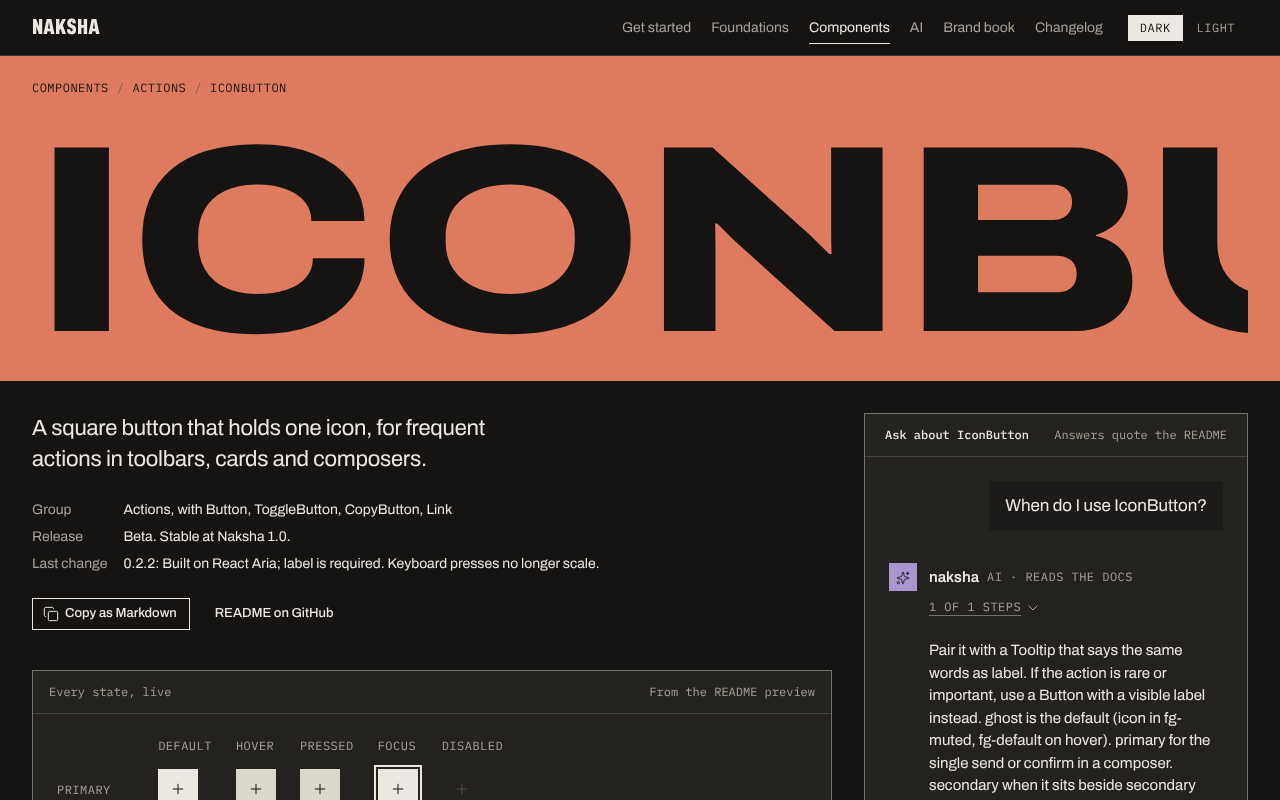 NAKSHA
Get started Foundations Components AI Brand book Changelog DARK LIGHT
COMPONENTS / ACTIONS / ICONBUTTON
ICONBU
A square button that holds one icon, for frequent
actions in toolbars, cards and composers.
Group Actions, with Button, ToggleButton, CopyButton, Link
Release Beta. Stable at Naksha 1.0.
Last change 0.2.2: Built on React Aria; label is required. Keyboard presses no longer scale.
Copy as Markdown README on GitHub
Every state, live From the README preview
DEFAULT HOVER PRESSED FOCUS DISABLED
PRIMARY
Ask about IconButton Answers quote the README
When do I use IconButton?
naksha AI · READS THE DOCS
1 OF 1 STEPS
Pair it with a Tooltip that says the same
words as label. If the action is rare or
important, use a Button with a visible label
instead. ghost is the default (icon in fg-
muted, fg-default on hover). primary for the
single send or confirm in a composer.
secondary when it sits beside secondary